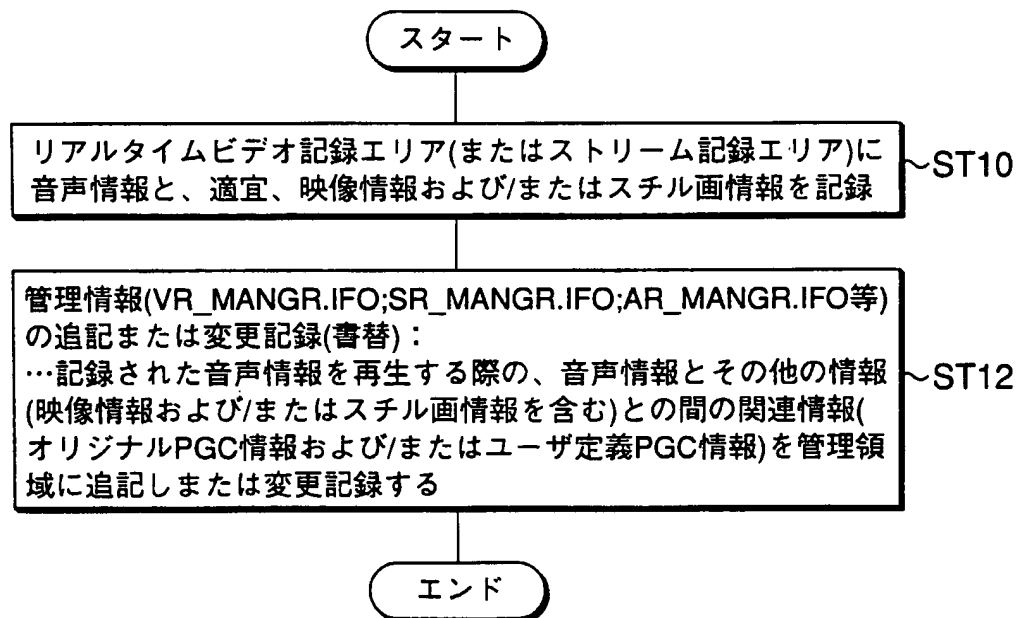 スタート
リアルタイムビデオ記録エリア(またはストリーム記録エリア)に
音声情報と、適宜、映像情報および/またはスチル画情報を記録
~ST10
管理情報(VR_MANGR.IFO;SR_MANGR.IFO;AR_MANGR.IFO等)
の追記または変更記録(書替)：
…記録された音声情報を再生する際の、音声情報とその他の情報
(映像情報および/またはスチル画情報を含む)との間の関連情報(
オリジナルPGC情報および/またはユーザ定義PGC情報)を管理領
域に追記しまたは変更記録する
~ST12
エンド